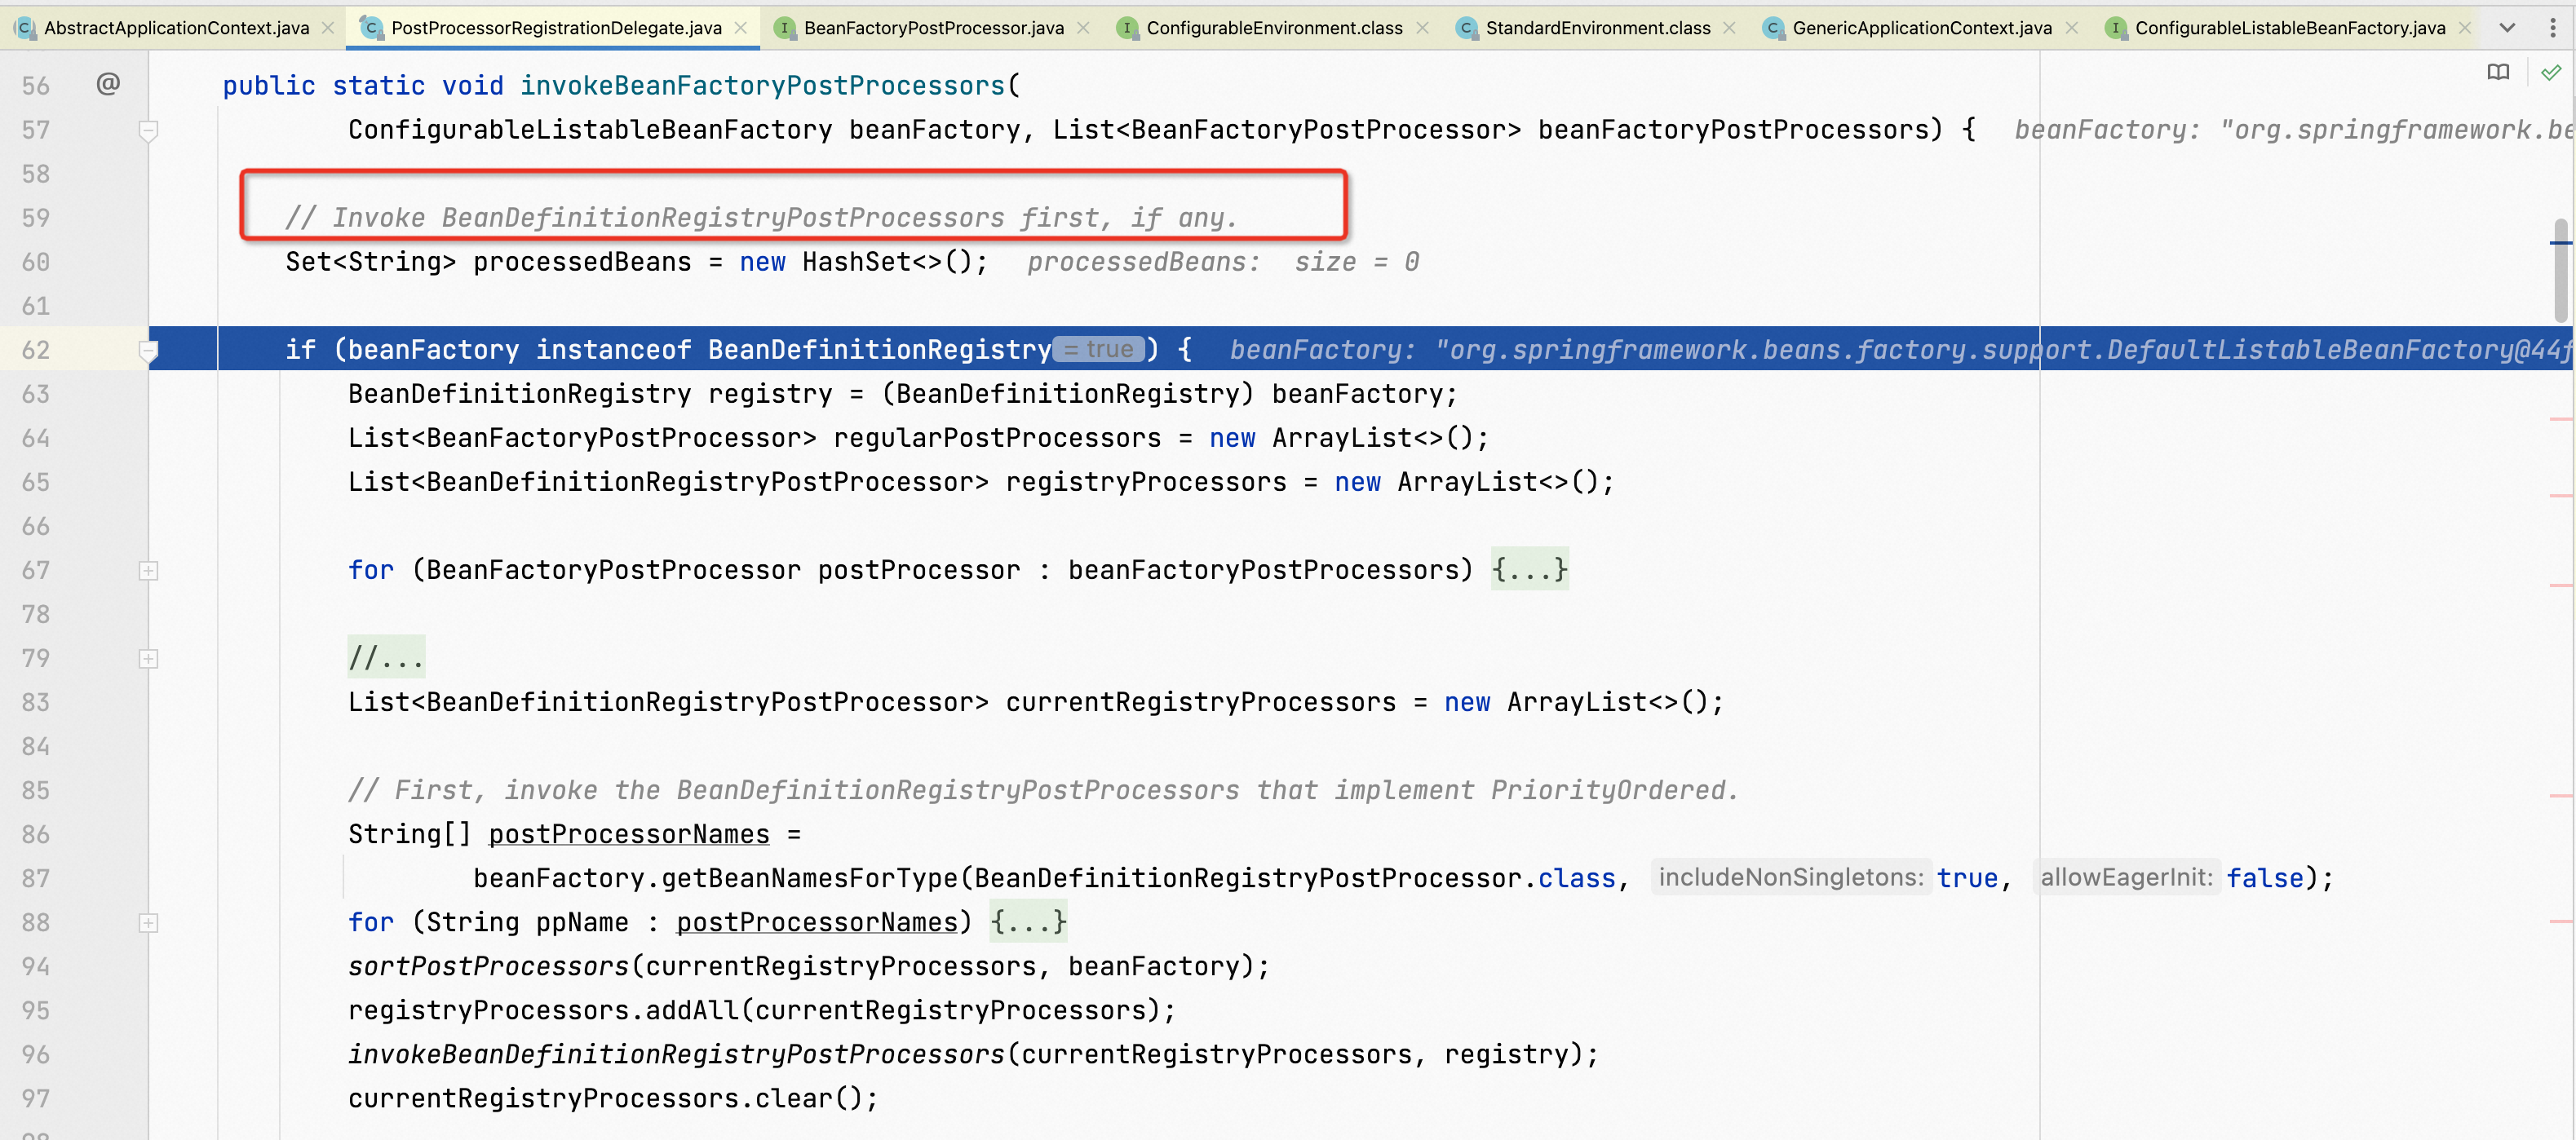 AbstractApplicationContext.java PostProcessorRegistrationDelegate.java BeanFactoryPostProcessor.java ConfigurableEnvironment.class StandardEnvironment.class GenericApplicationContext.java ConfigurableListableBeanFactory.java
56 @ public static void invokeBeanFactoryPostProcessors(
57 ConfigurableListableBeanFactory beanFactory, List<BeanFactoryPostProcessor> beanFactoryPostProcessors) { beanFactory: "org.springframework.be
58
59 // Invoke BeanDefinitionRegistryPostProcessors first, if any.
60 Set<String> processedBeans = new HashSet<>(); processedBeans: size = 0
61
62 if (beanFactory instanceof BeanDefinitionRegistry = true ) { beanFactory: "org.springframework.beans.factory.support.DefaultListableBeanFactory@44f
63 BeanDefinitionRegistry registry = (BeanDefinitionRegistry) beanFactory;
64 List<BeanFactoryPostProcessor> regularPostProcessors = new ArrayList<>();
65 List<BeanDefinitionRegistryPostProcessor> registryProcessors = new ArrayList<>();
66
67 for (BeanFactoryPostProcessor postProcessor : beanFactoryPostProcessors) {...}
78
79 //...
83 List<BeanDefinitionRegistryPostProcessor> currentRegistryProcessors = new ArrayList<>();
84
85 // First, invoke the BeanDefinitionRegistryPostProcessors that implement PriorityOrdered.
86 String[] postProcessorNames =
87 beanFactory.getBeanNamesForType(BeanDefinitionRegistryPostProcessor.class, includeNonSingletons: true, allowEagerInit: false);
88 for (String ppName : postProcessorNames) {...}
94 sortPostProcessors(currentRegistryProcessors, beanFactory);
95 registryProcessors.addAll(currentRegistryProcessors);
96 invokeBeanDefinitionRegistryPostProcessors(currentRegistryProcessors, registry);
97 currentRegistryProcessors.clear();
98